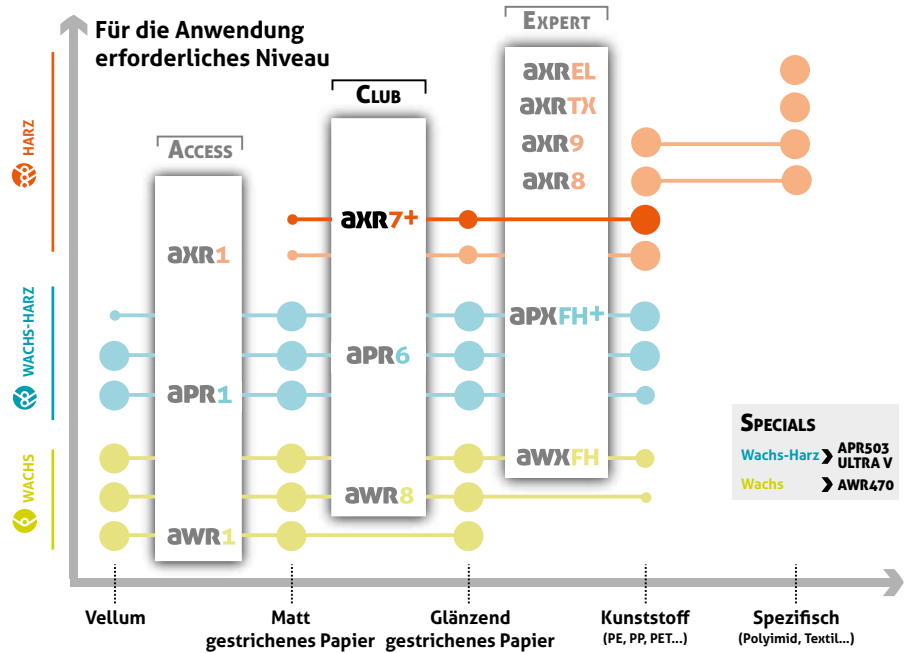 Für die Anwendung
erforderliches Niveau
EXPERT
CLUB
ACCESS
HARZ
WACHS-HARZ
WACHS
aXREL
aXRTX
aXR9
aXR8
aXR7+
aXR1
aPXFH+
aPR6
aPR1
aWXFH
aWR8
aWR1
SPECIALS
Wachs-Harz APR503
ULTRA V
Wachs AWR470
Vellum
Matt
gestrichenes Papier
Glänzend
gestrichenes Papier
Kunststoff
(PE, PP, PET...)
Spezifisch
(Polyimid, Textil...)